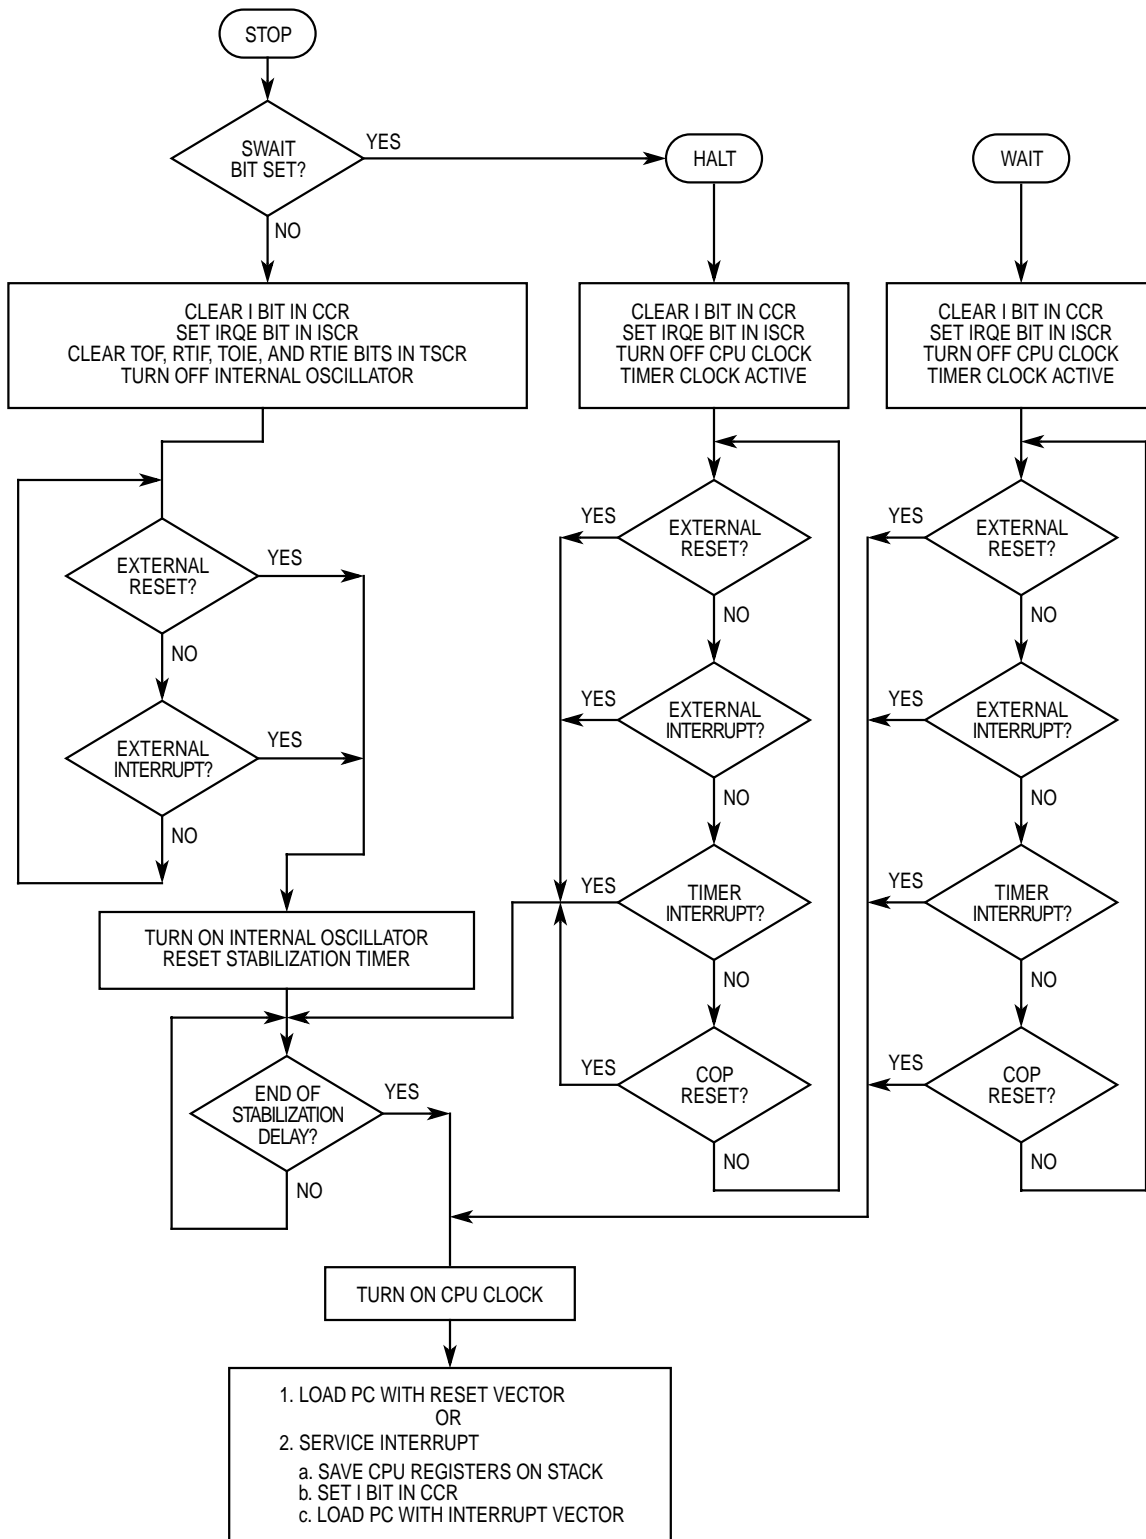 STOP
SWAIT
BIT SET?
YES
NO
HALT
WAIT
CLEAR I BIT IN CCR
SET IRQE BIT IN ISCR
CLEAR TOF, RTIF, TOIE, AND RTIE BITS IN TSCR
TURN OFF INTERNAL OSCILLATOR
CLEAR I BIT IN CCR
SET IRQE BIT IN ISCR
TURN OFF CPU CLOCK
TIMER CLOCK ACTIVE
CLEAR I BIT IN CCR
SET IRQE BIT IN ISCR
TURN OFF CPU CLOCK
TIMER CLOCK ACTIVE
EXTERNAL
RESET?
YES
NO
EXTERNAL
INTERRUPT?
YES
NO
TURN ON INTERNAL OSCILLATOR
RESET STABILIZATION TIMER
END OF
STABILIZATION
DELAY?
YES
NO
YES
EXTERNAL
RESET?
NO
YES
EXTERNAL
INTERRUPT?
NO
YES
TIMER
INTERRUPT?
NO
YES
COP
RESET?
NO
YES
EXTERNAL
RESET?
NO
YES
EXTERNAL
INTERRUPT?
NO
YES
TIMER
INTERRUPT?
NO
YES
COP
RESET?
NO
TURN ON CPU CLOCK
1. LOAD PC WITH RESET VECTOR
OR
2. SERVICE INTERRUPT
a. SAVE CPU REGISTERS ON STACK
b. SET I BIT IN CCR
c. LOAD PC WITH INTERRUPT VECTOR